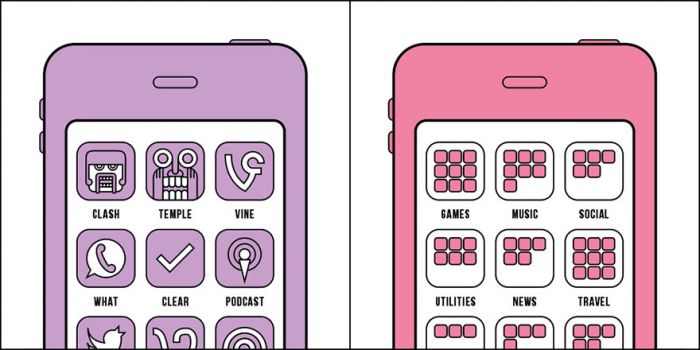 CLASH TEMPLE VINE
WHAT CLEAR PODCAST
GAMES MUSIC SOCIAL
UTILITIES NEWS TRAVEL